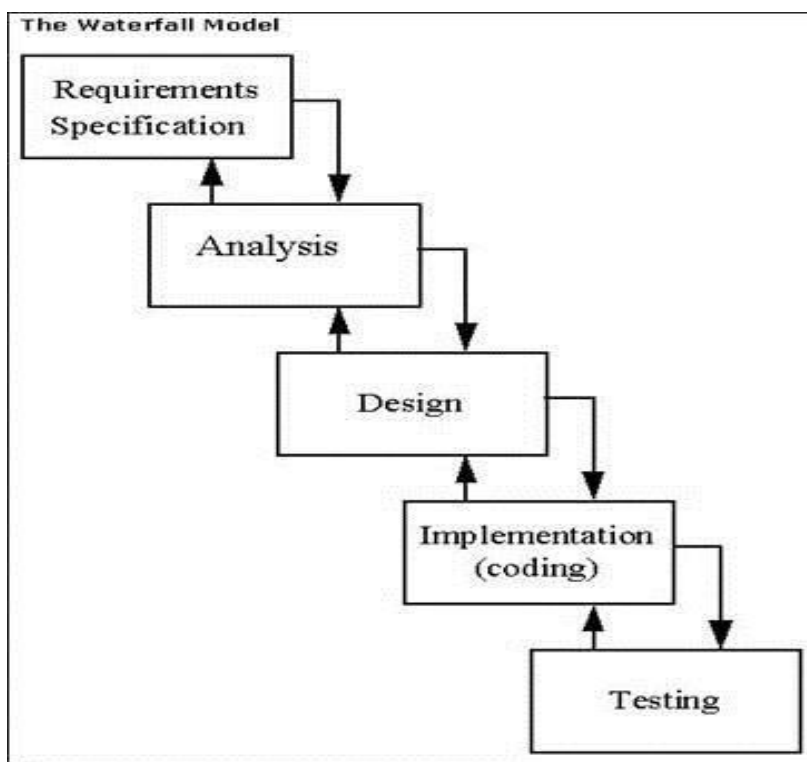 The Waterfall Model
Requirements
Specification
Analysis
Design
Implementation
(coding)
Testing